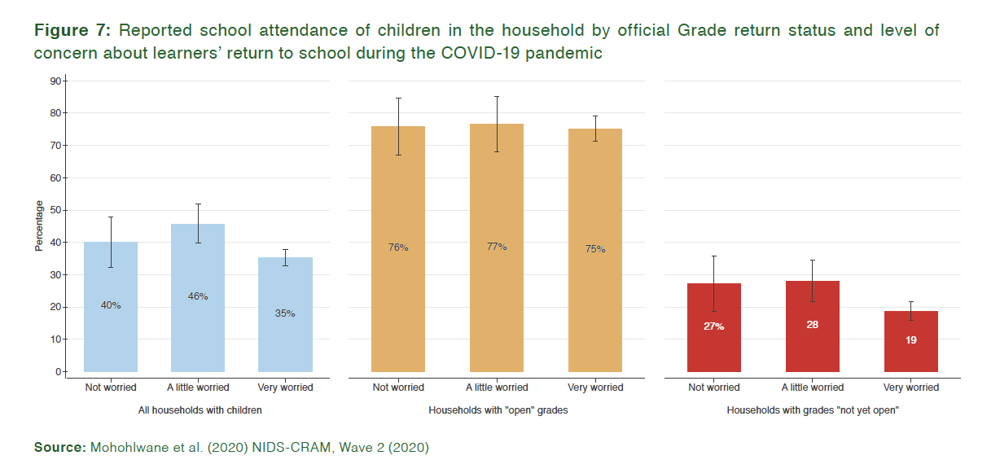 Figure 7: Reported school attendance of children in the household by official Grade return status and level of
concern about learners’ return to school during the COVID-19 pandemic
Percentage
90
80
70
60
50
40
30
20
10
0
40%
46%
35%
Not worried
A little worried
Very worried
All households with children
76%
77%
75%
Not worried
A little worried
Very worried
Households with "open" grades
27%
28
19
Not worried
A little worried
Very worried
Households with grades "not yet open"
Source: Mohohlwane et al. (2020) NIDS-CRAM, Wave 2 (2020)